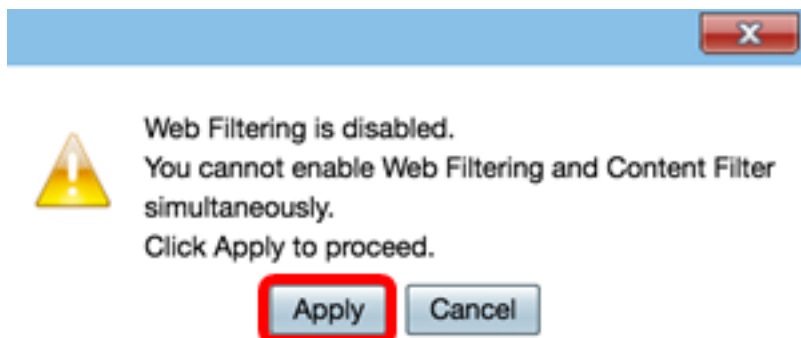 Web Filtering is disabled.
You cannot enable Web Filtering and Content Filter
simultaneously.
Click Apply to proceed.
Apply Cancel